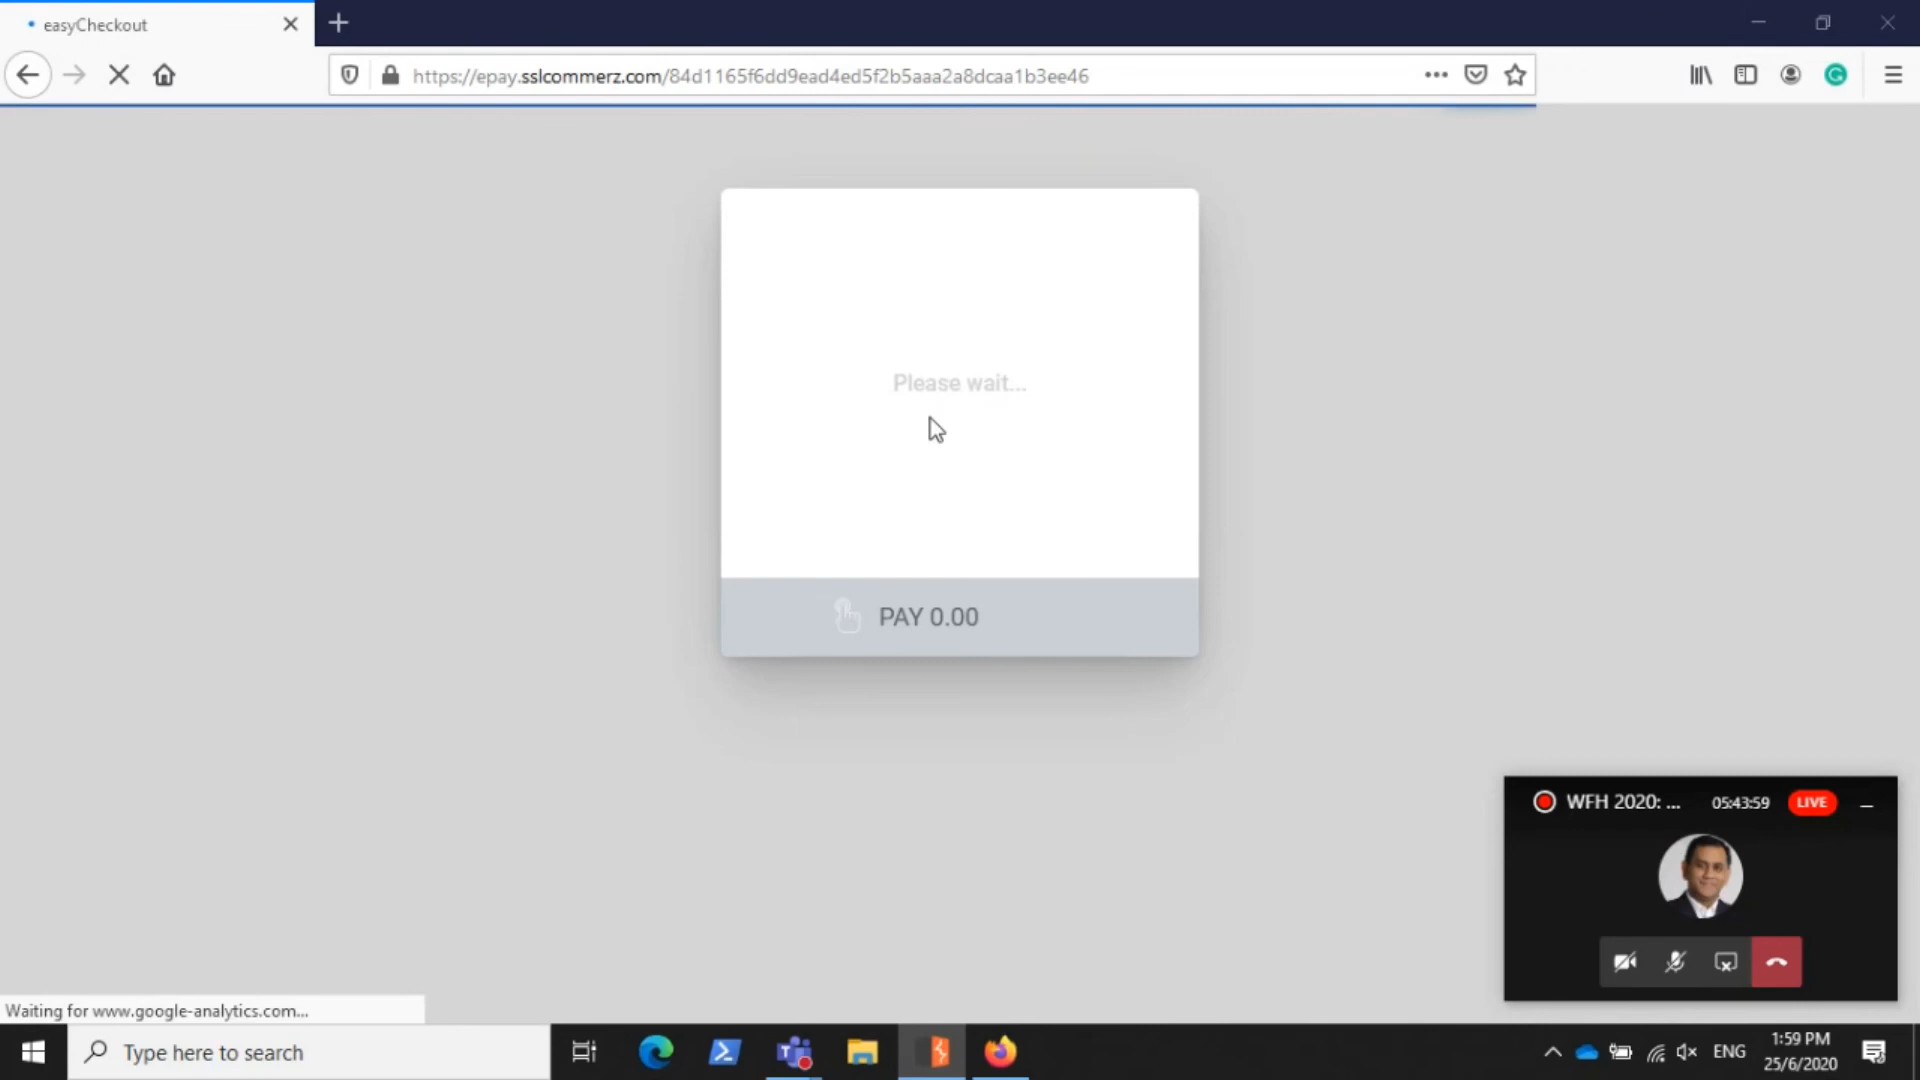 easyCheckout
https://epay.sslcommerz.com/84d1165f6dd9ead4ed5f2b5aaa2a8dcaa1b3ee46
Please wait...
PAY 0.00
WFH 2020: ... 05:43:59 LIVE
Waiting for www.google-analytics.com...
Type here to search
ENG
1:59 PM
25/6/2020